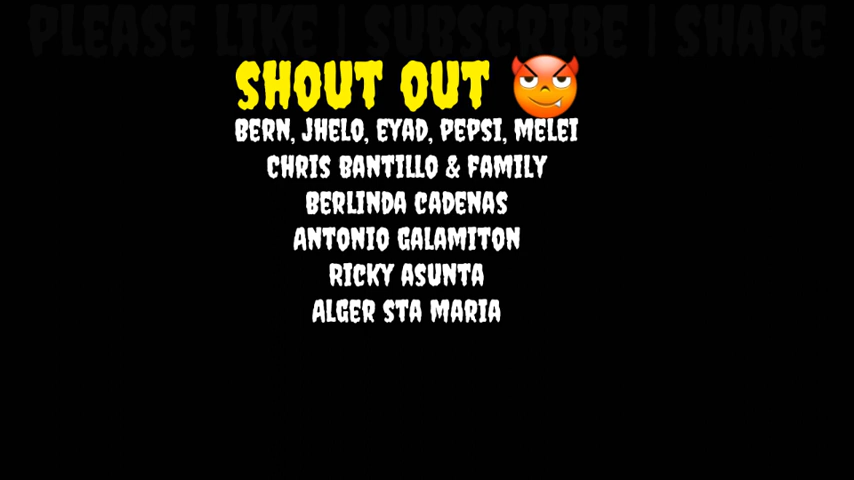 PLEASE LIKE | SUBSCRIBE | SHARE
SHOUT OUT
BERN, JHELO, EYAD, PEPSI, MELEI
CHRIS BANTILLO & FAMILY
BERLINDA CADENAS
ANTONIO GALAMITON
RICKY ASUNTA
ALGER STA MARIA